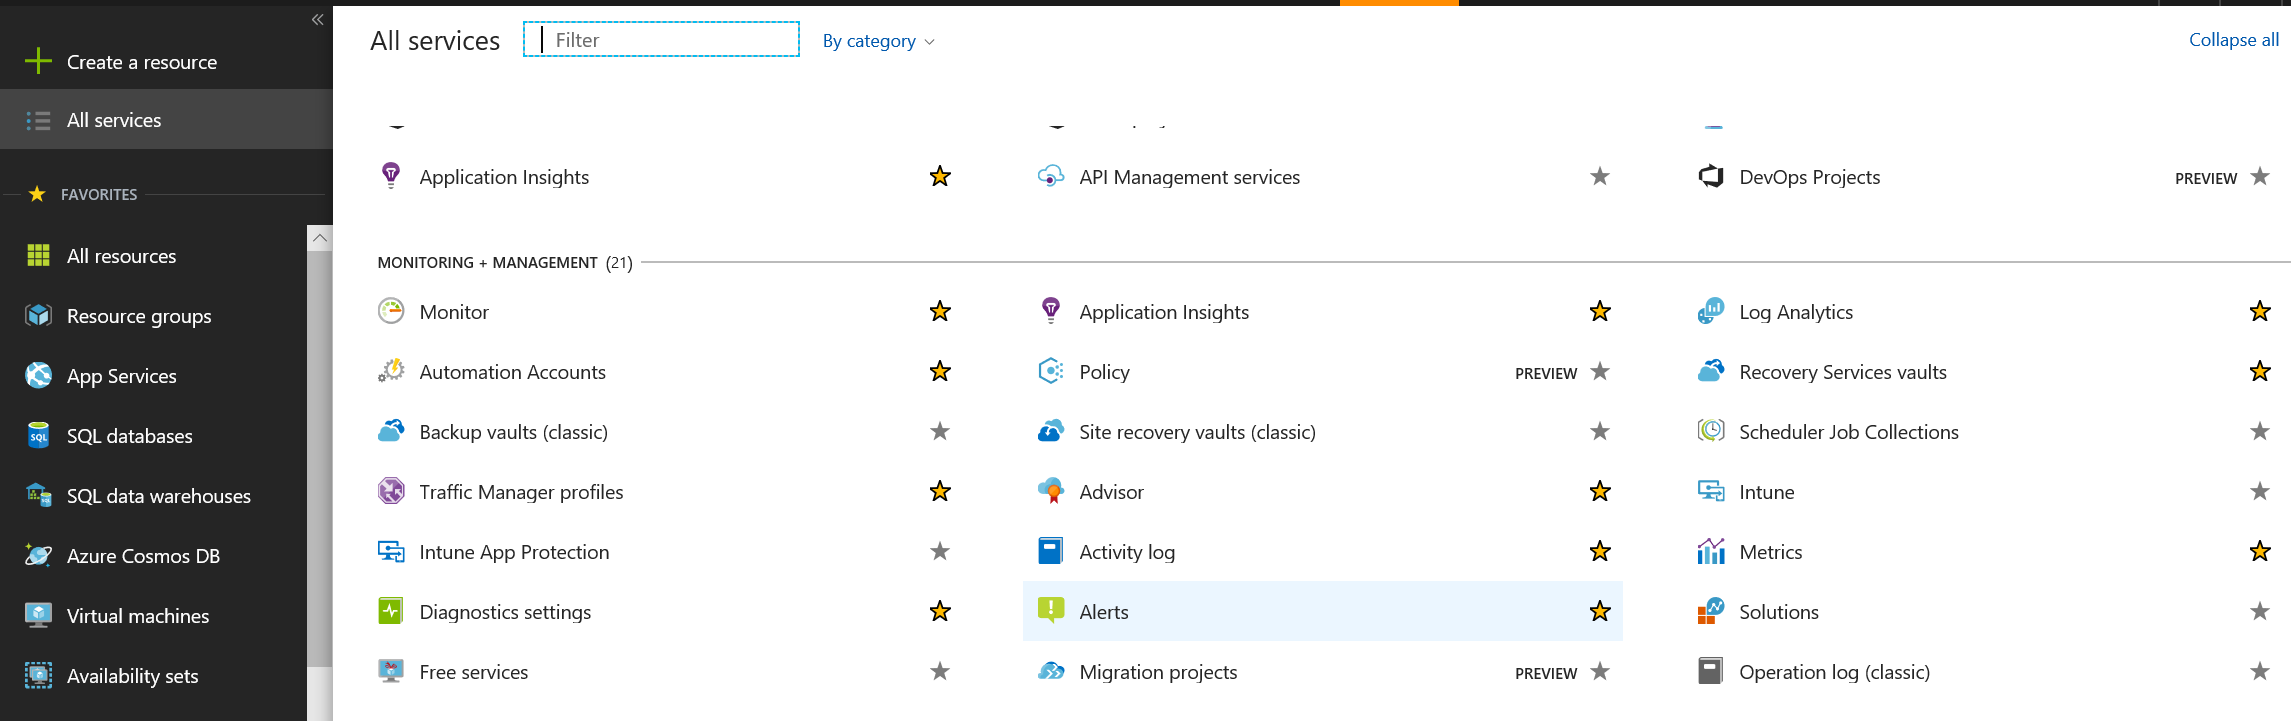 Create a resource
All services
FAVORITES
All resources
Resource groups
App Services
SQL databases
SQL data warehouses
Azure Cosmos DB
Virtual machines
Availability sets
All services Filter By category Collapse all
Application Insights API Management services DevOps Projects PREVIEW
MONITORING + MANAGEMENT (21)
Monitor Application Insights Log Analytics
Automation Accounts Policy PREVIEW Recovery Services vaults
Backup vaults (classic) Site recovery vaults (classic) Scheduler Job Collections
Traffic Manager profiles Advisor Intune
Intune App Protection Activity log Metrics
Diagnostics settings Alerts Solutions
Free services Migration projects PREVIEW Operation log (classic)